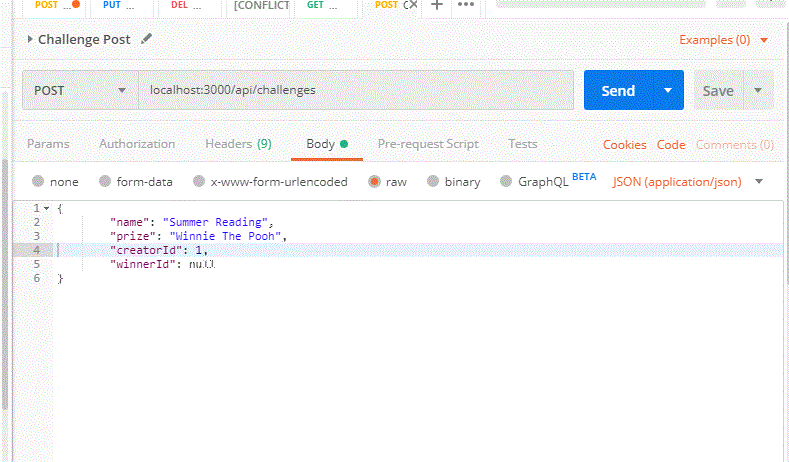 POST ... PUT ... DEL ... [CONFLICT GET ... POST
Challenge Post Examples (0)
POST localhost:3000/api/challenges Send Save
Params Authorization Headers (9) Body Pre-request Script Tests Cookies Code Comments (0)
none form-data x-www-form-urlencoded raw binary GraphQL BETA JSON (application/json)
1 {
2 "name": "Summer Reading",
3 "prize": "Winnie The Pooh",
4 "creatorId": 1,
5 "winnerId": null
6 }